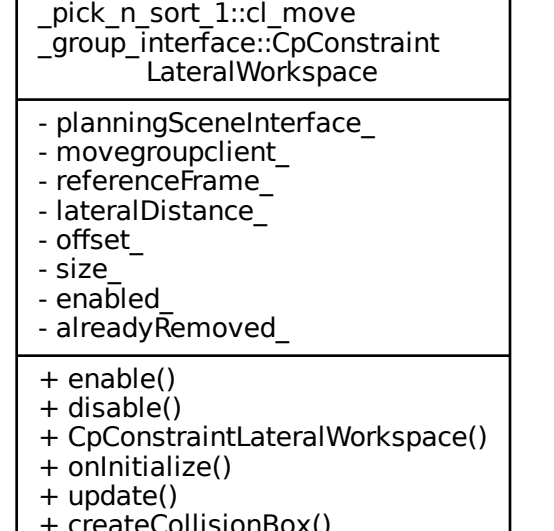 _pick_n_sort_1::cl_move
_group_interface::CpConstraint
LateralWorkspace
- planningSceneInterface_
- movegroupclient_
- referenceFrame_
- lateralDistance_
- offset_
- size_
- enabled_
- alreadyRemoved_
+ enable()
+ disable()
+ CpConstraintLateralWorkspace()
+ onInitialize()
+ update()
+ createCollisionBox()